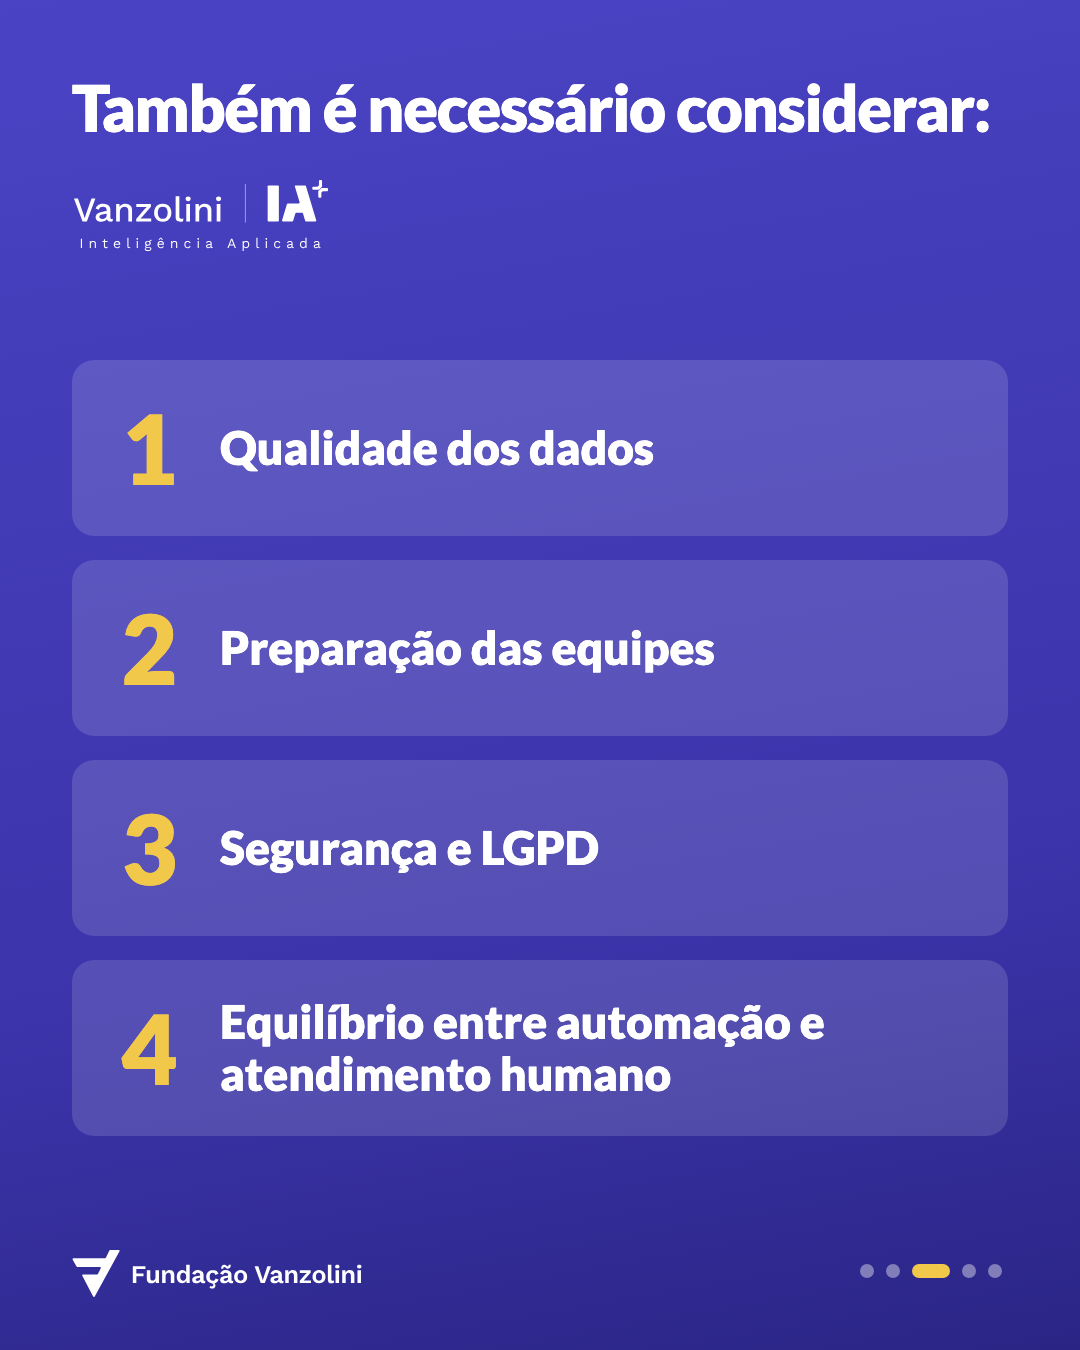 Também é necessário considerar:
Vanzolini | IA+
Inteligência Aplicada
1 Qualidade dos dados
2 Preparação das equipes
3 Segurança e LGPD
4 Equilíbrio entre automação e
atendimento humano
Fundação Vanzolini